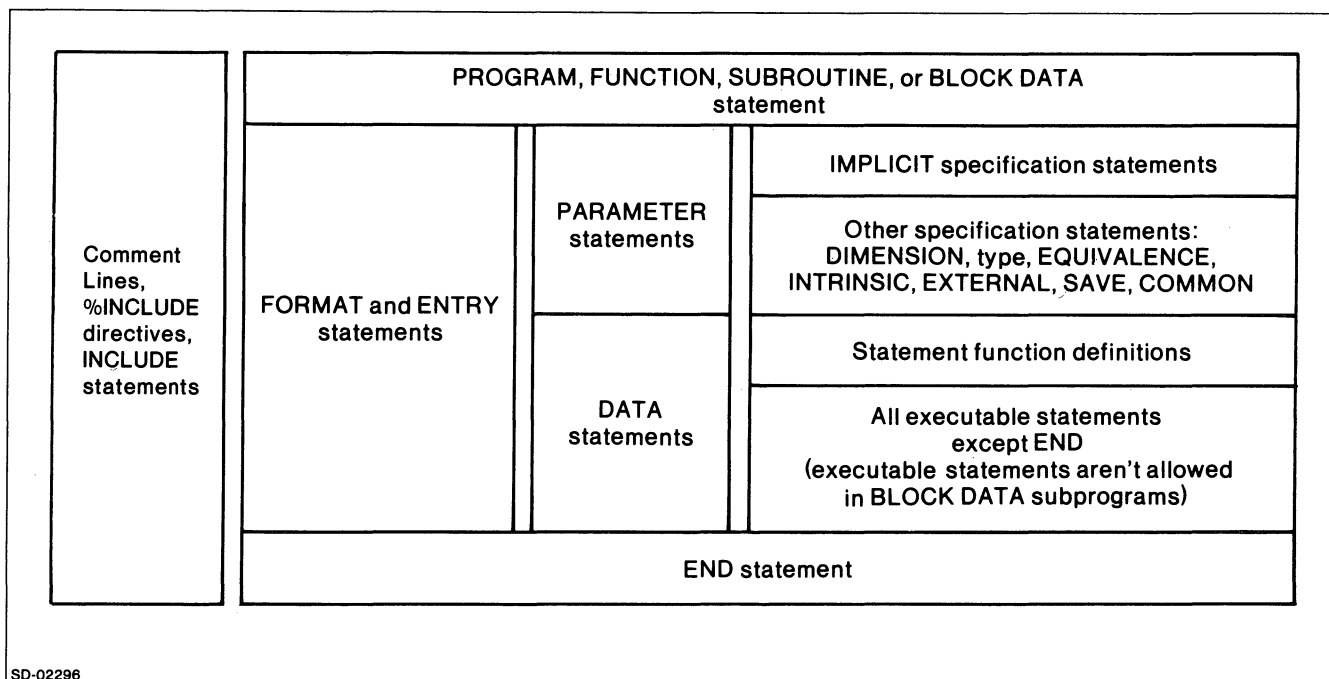 PROGRAM, FUNCTION, SUBROUTINE, or BLOCK DATA
statement
Comment
Lines,
%INCLUDE
directives,
INCLUDE
statements
FORMAT and ENTRY
statements
PARAMETER
statements
DATA
statements
IMPLICIT specification statements
Other specification statements:
DIMENSION, type, EQUIVALENCE,
INTRINSIC, EXTERNAL, SAVE, COMMON
Statement function definitions
All executable statements
except END
(executable statements aren't allowed
in BLOCK DATA subprograms)
END statement
SD-02296